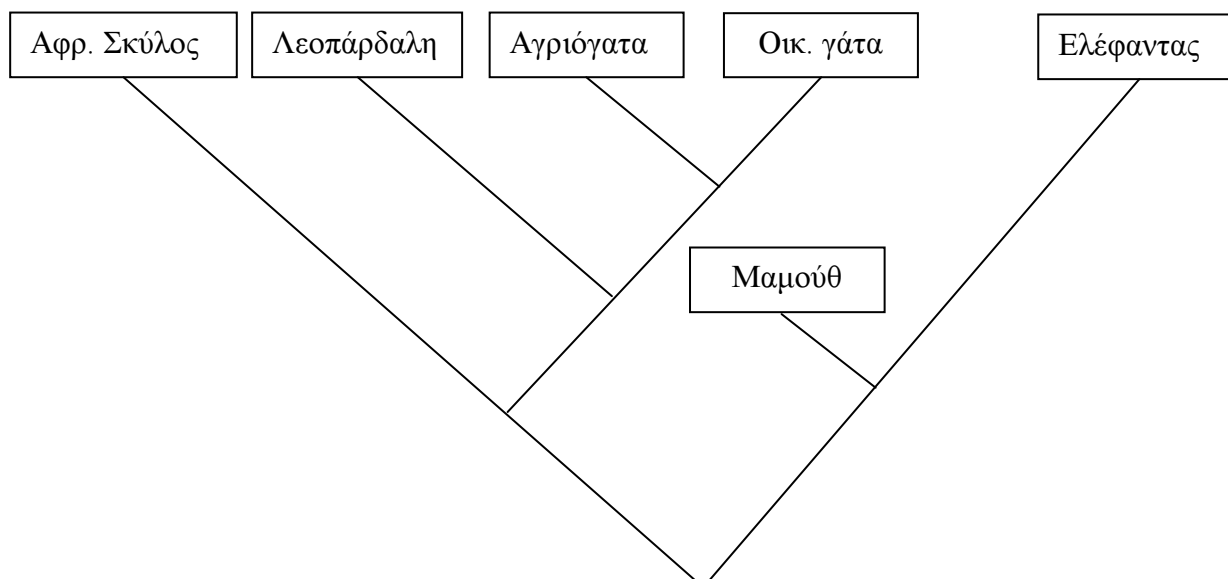 Αφρ. Σκύλος
Λεοπάρδαλη
Αγριόγατα
Οικ. γάτα
Ελέφαντας
Μαμούθ